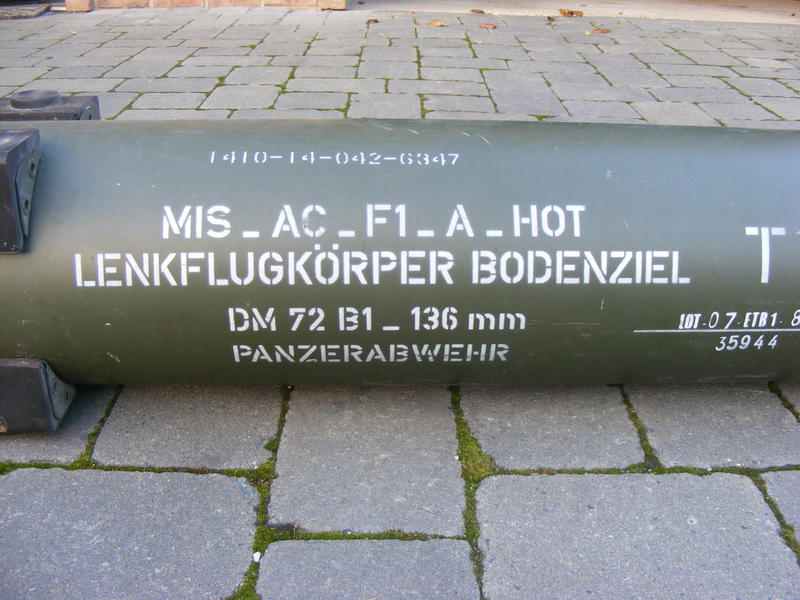 1410-14-042-6347
MIS_AC_F1_A_HOT
LENKFLUGKÖRPER BODENZIEL
DM 72 B1_136 mm
PANZERABWEHR
T
LOT-07-ETB1-8
35944